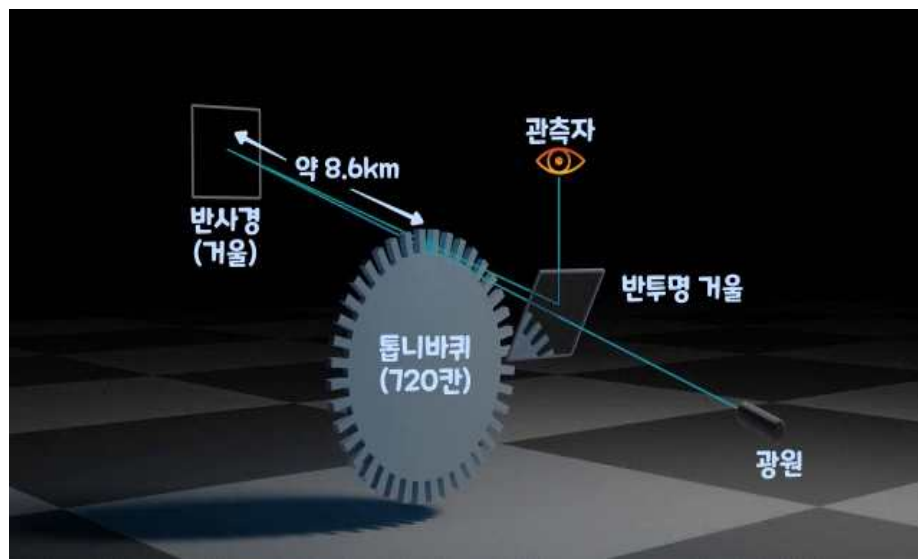 관측자
약 8.6km
반사경
(거울)
반투명 거울
톱니바퀴
(720칸)
광원